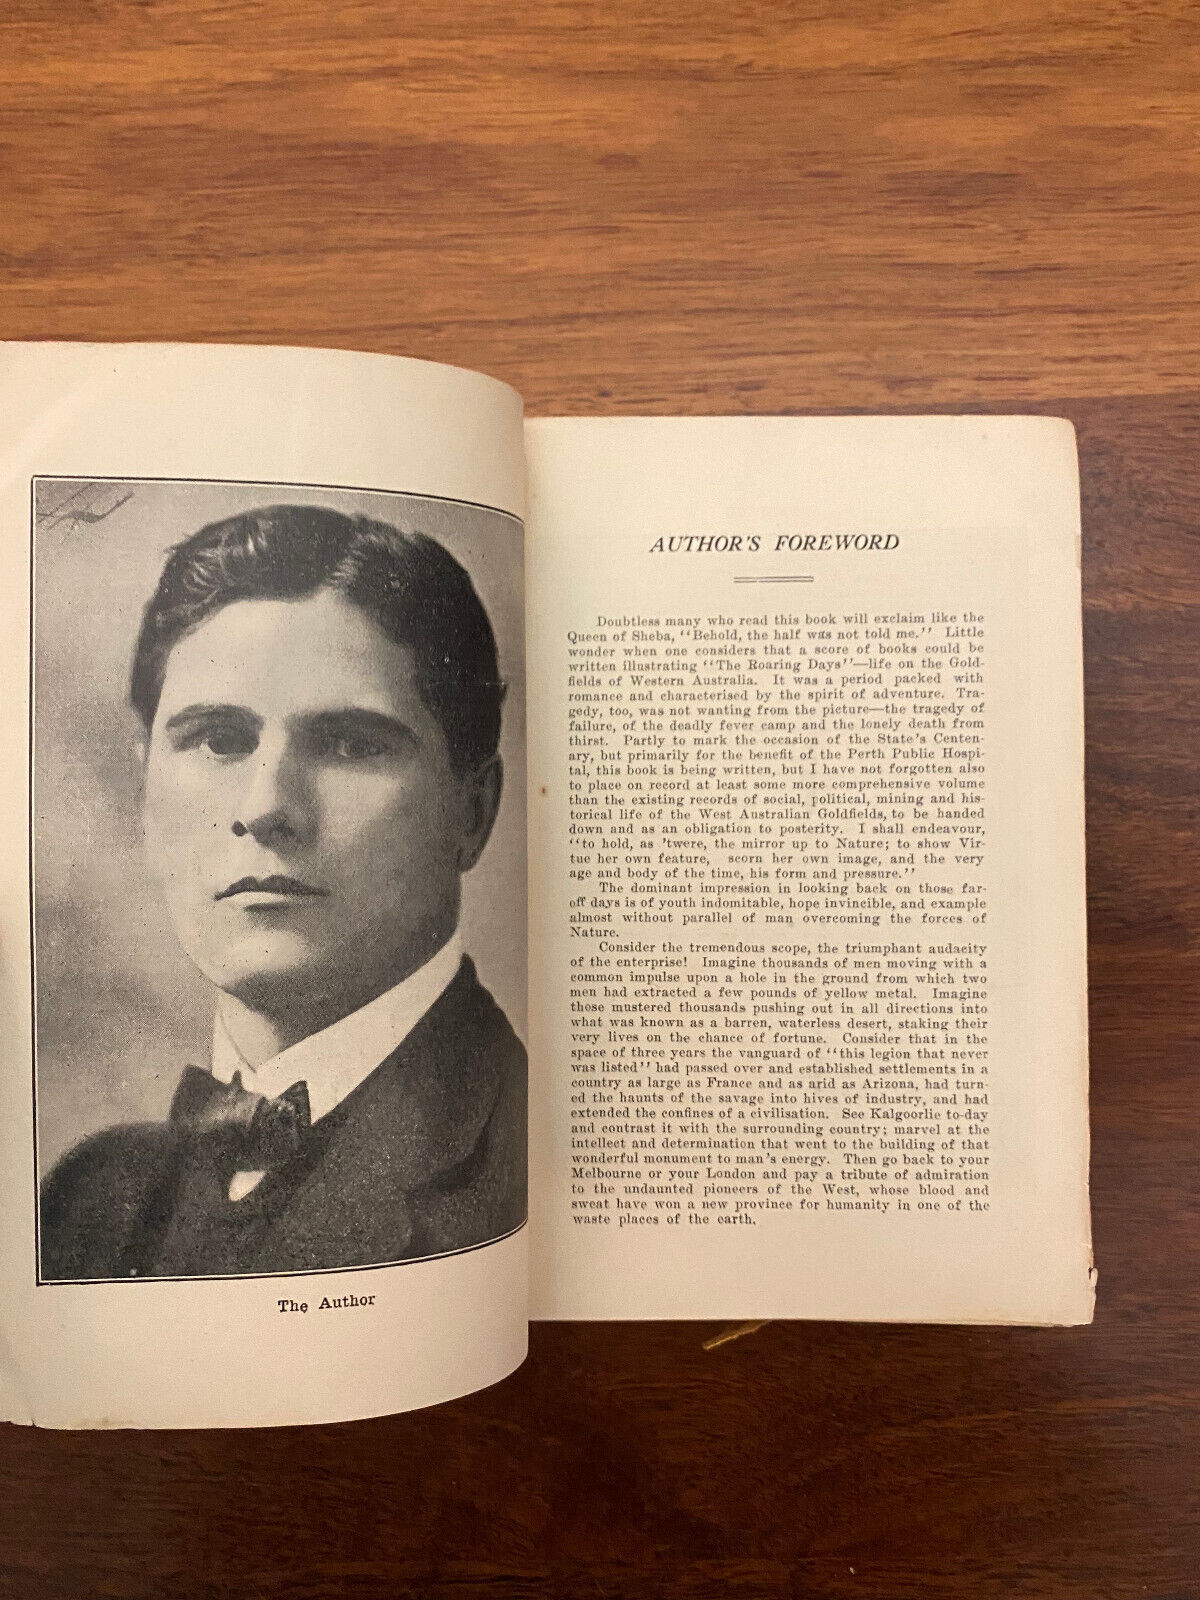 The Author
AUTHOR'S FOREWORD
Doubtless many who read this book will exclaim like the
Queen of Sheba, "Behold, the half was not told me." Little
wonder when one considers that a score of books could be
written illustrating "The Roaring Days"—life on the Gold-
fields of Western Australia. It was a period packed with
romance and characterised by the spirit of adventure. Tra-
gedy, too, was not wanting from the picture—the tragedy of
failure, of the deadly fever camp and the lonely death from
thirst. Partly to mark the occasion of the State's Centen-
ary, but primarily for the benefit of the Perth Public Hospi-
tal, this book is being written, but I have not forgotten also
to place on record at least some more comprehensive volume
than the existing records of social, political, mining and his-
torical life of the West Australian Goldfields, to be handed
down and as an obligation to posterity. I shall endeavour,
"to hold, as 'twere, the mirror up to Nature; to show Vir-
tue her own feature, scorn her own image, and the very
age and body of the time, his form and pressure."
The dominant impression in looking back on those far-
off days is of youth indomitable, hope invincible, and example
almost without parallel of man overcoming the forces of
Nature.
Consider the tremendous scope, the triumphant audacity
of the enterprise! Imagine thousands of men moving with a
common impulse upon a hole in the ground from which two
men had extracted a few pounds of yellow metal. Imagine
those mustered thousands pushing out in all directions into
what was known as a barren, waterless desert, staking their
very lives on the chance of fortune. Consider that in the
space of three years the vanguard of "this legion that never
was listed" had passed over and established settlements in a
country as large as France and as arid as Arizona, had turn-
ed the haunts of the savage into hives of industry, and had
extended the confines of a civilisation. See Kalgoorlie to-day
and contrast it with the surrounding country; marvel at the
intellect and determination that went to the building of that
wonderful monument to man's energy. Then go back to your
Melbourne or your London and pay a tribute of admiration
to the undaunted pioneers of the West, whose blood and
sweat have won a new province for humanity in one of the
waste places of the earth.